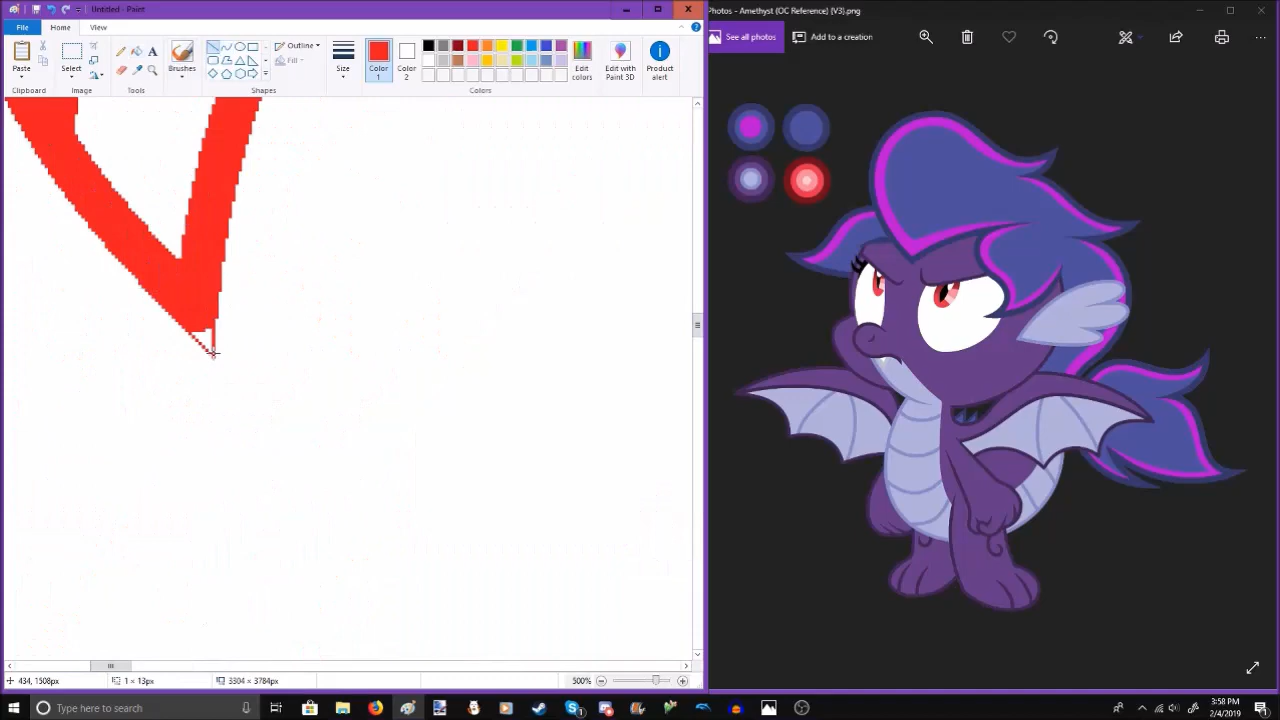 Untitled - Paint
Photos - Amethyst (OC Reference) [V3].png
File Home View
See all photos Add to a creation
Paste Select Brushes Outline Fill Size Color 1 Color 2 Edit colors Edit with Paint 3D Product alert
Clipboard Image Tools Shapes Colors
434, 1508px 1 × 13px 3304 × 3784px 500%
Type here to search
3:58 PM
2/4/2019